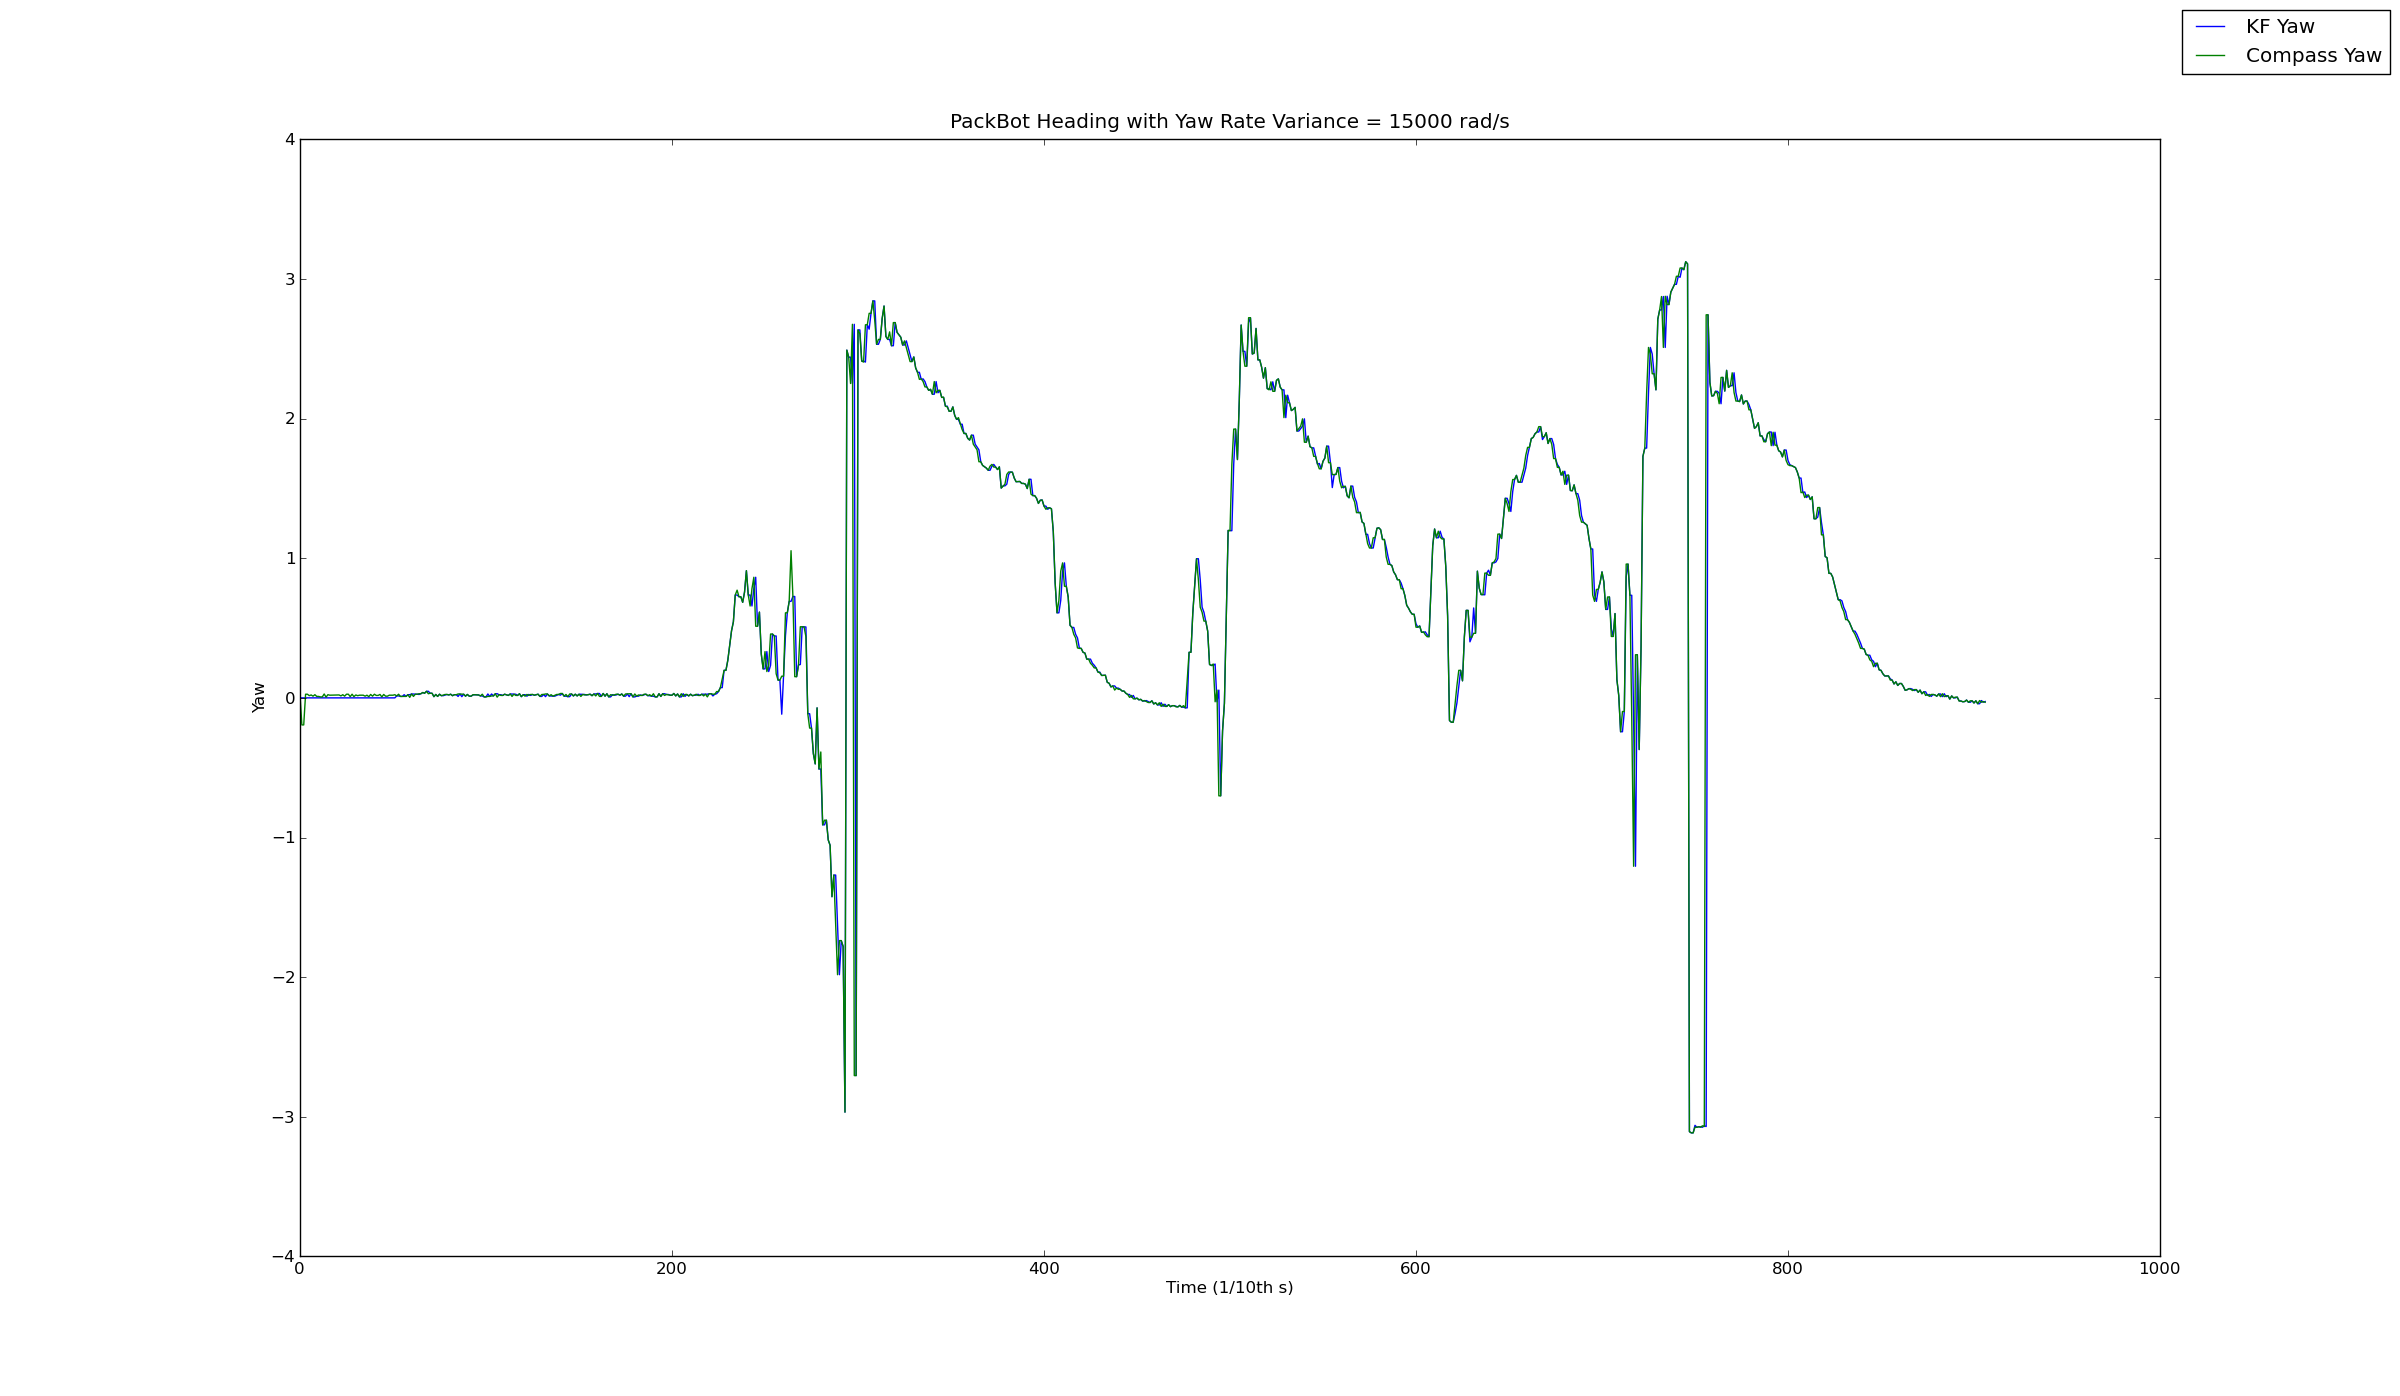 KF Yaw
Compass Yaw
PackBot Heading with Yaw Rate Variance = 15000 rad/s
4
3
2
1
0
−1
−2
−3
−4
Yaw
0 200 400 600 800 1000
Time (1/10th s)